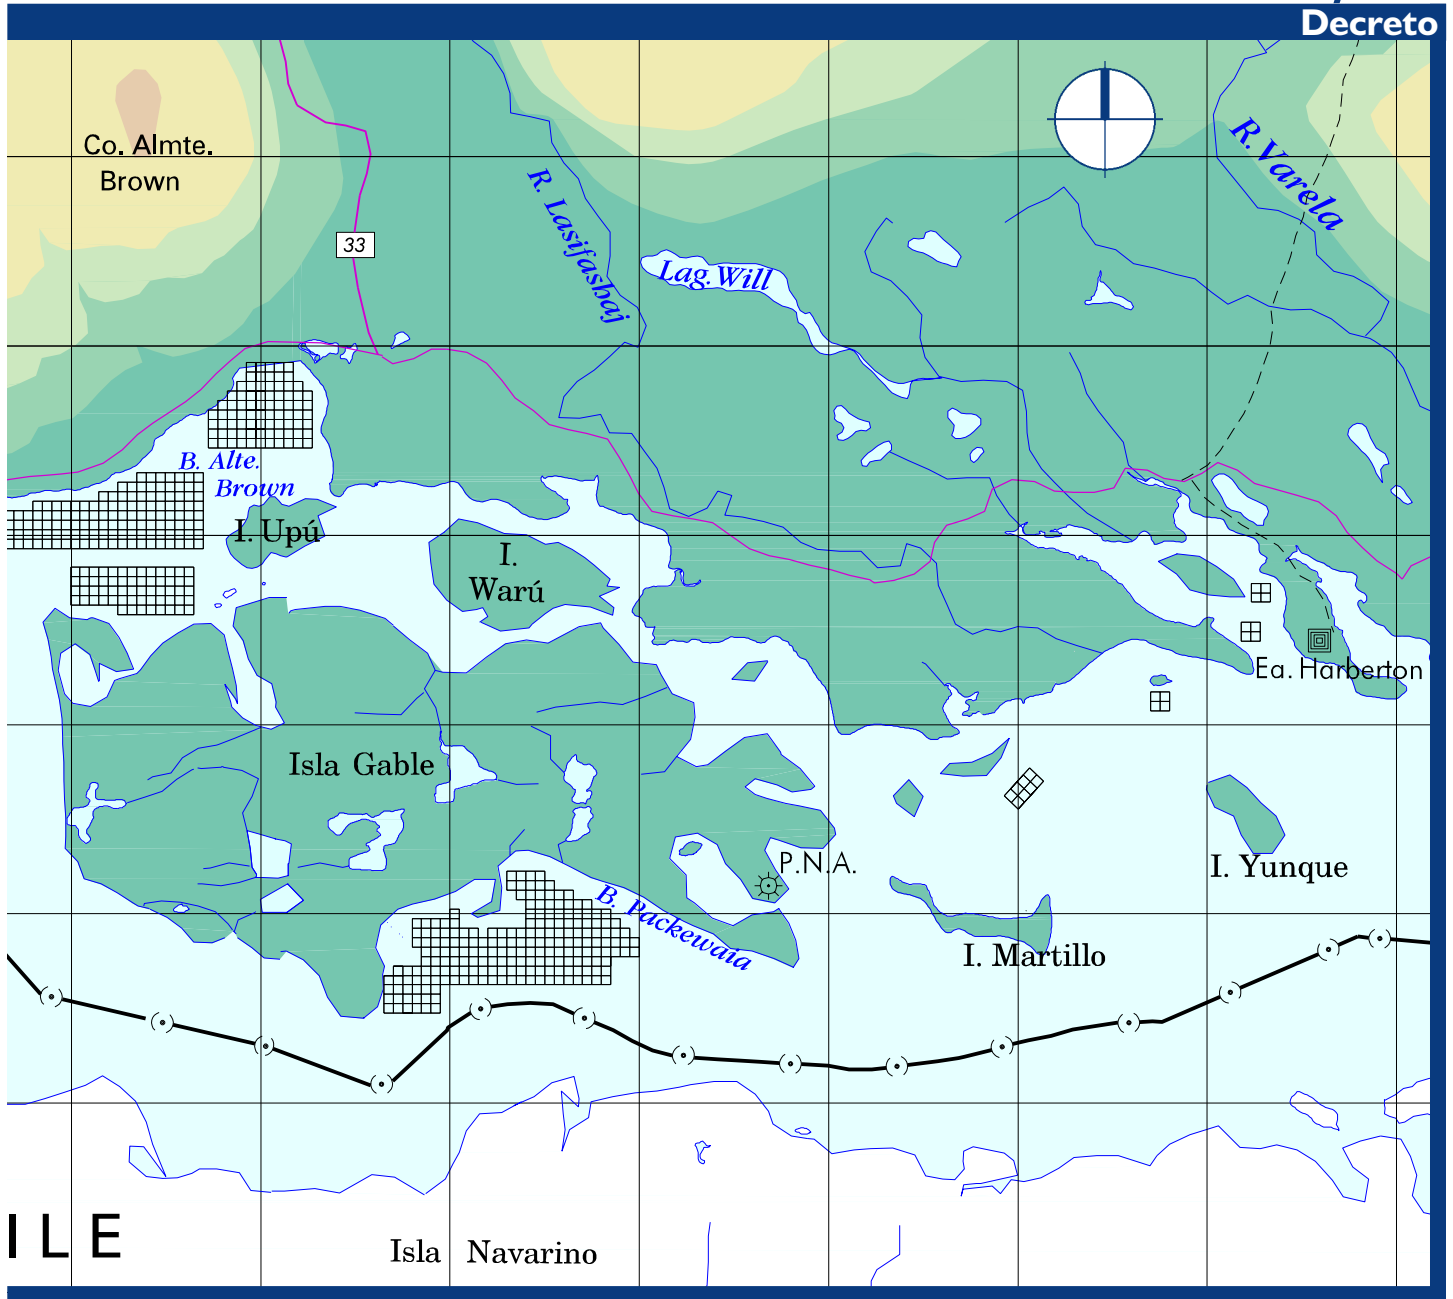 Decreto
Co. Almte.
Brown
R. Varela
R. Lasifashaj
33
Lag. Will
B. Alte.
Brown
I. Upú
I.
Warú
Ea. Harberton
Isla Gable
P.N.A.
I. Yunque
B. Packewaia
I. Martillo
ILE
Isla Navarino